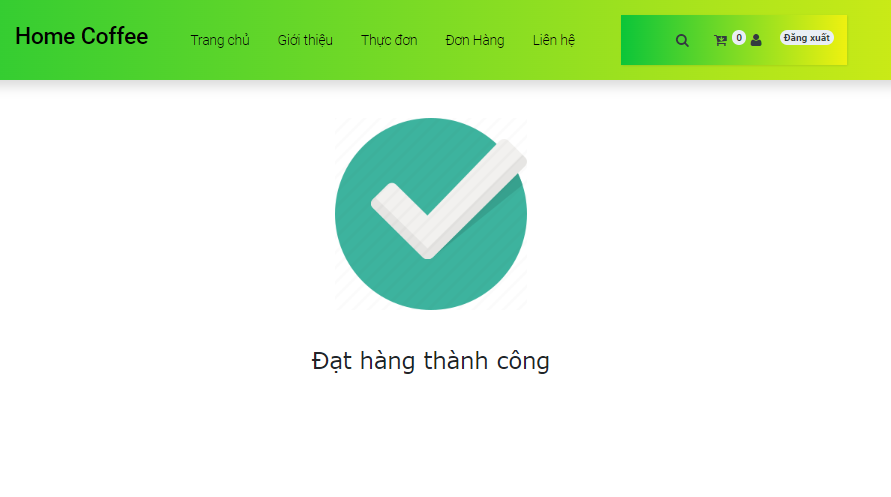 Home Coffee
Trang chủ Giới thiệu Thực đơn Đơn Hàng Liên hệ
0
Đăng xuất
Đạt hàng thành công